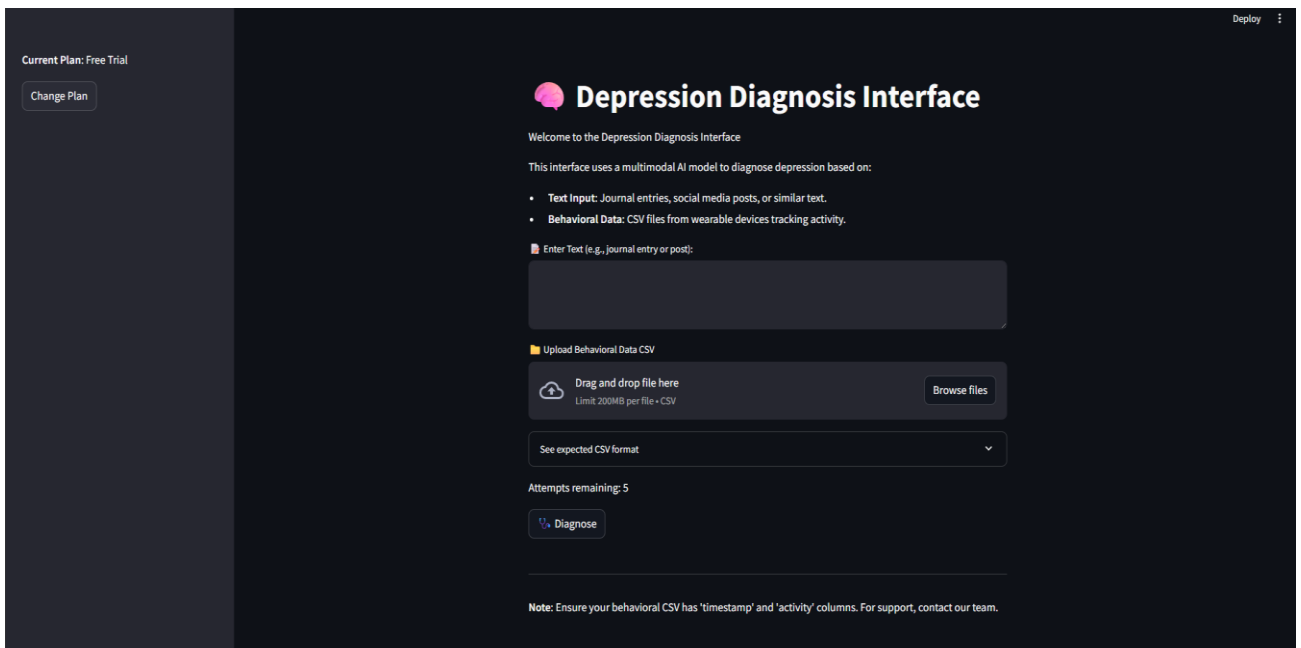 Deploy
Current Plan: Free Trial
Change Plan
Depression Diagnosis Interface
Welcome to the Depression Diagnosis Interface
This interface uses a multimodal AI model to diagnose depression based on:
• Text Input: Journal entries, social media posts, or similar text.
• Behavioral Data: CSV files from wearable devices tracking activity.
Enter Text (e.g., journal entry or post):
Upload Behavioral Data CSV
Drag and drop file here
Limit 200MB per file • CSV
Browse files
See expected CSV format
Attempts remaining: 5
Diagnose
Note: Ensure your behavioral CSV has 'timestamp' and 'activity' columns. For support, contact our team.